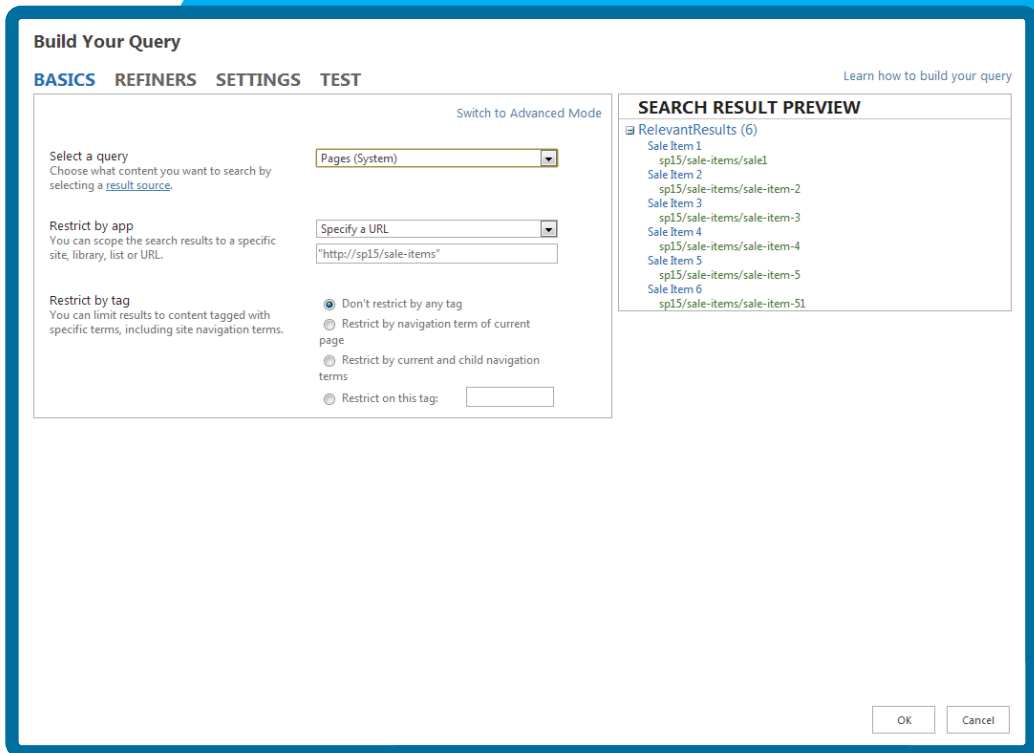 Build Your Query
Learn how to build your query
BASICS REFINERS SETTINGS TEST
Switch to Advanced Mode
Select a query
Choose what content you want to search by
selecting a result source.
Pages (System)
Restrict by app
You can scope the search results to a specific
site, library, list or URL.
Specify a URL
"http://sp15/sale-items"
Restrict by tag
You can limit results to content tagged with
specific terms, including site navigation terms.
Don't restrict by any tag
Restrict by navigation term of current
page
Restrict by current and child navigation
terms
Restrict on this tag:
SEARCH RESULT PREVIEW
RelevantResults (6)
Sale Item 1
sp15/sale-items/sale1
Sale Item 2
sp15/sale-items/sale-item-2
Sale Item 3
sp15/sale-items/sale-item-3
Sale Item 4
sp15/sale-items/sale-item-4
Sale Item 5
sp15/sale-items/sale-item-5
Sale Item 6
sp15/sale-items/sale-item-51
OK
Cancel